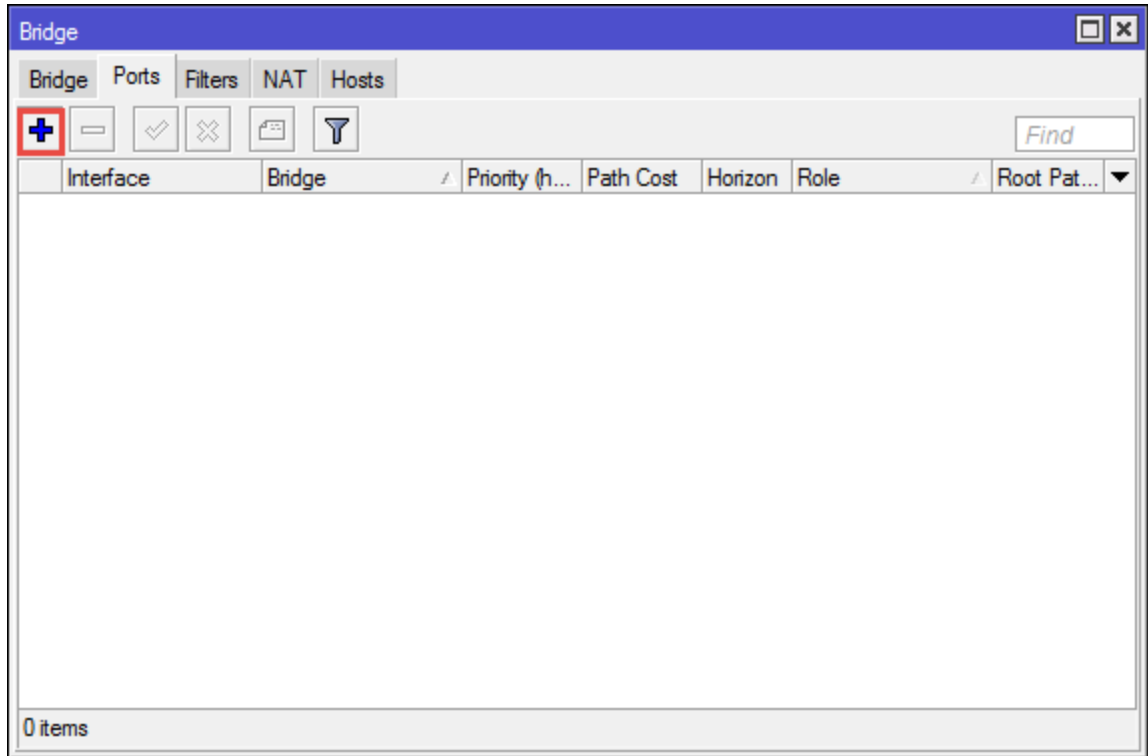 Bridge
Bridge Ports Filters NAT Hosts
Find
Interface Bridge Priority (h... Path Cost Horizon Role Root Pat...
0 items